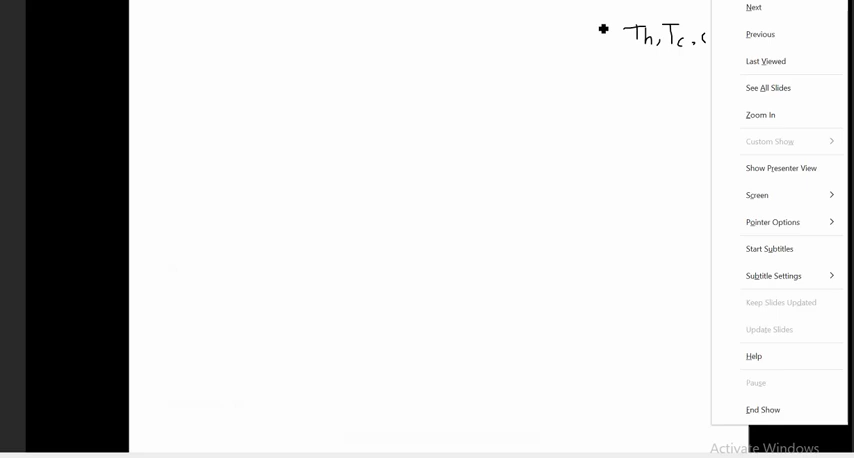 Th, Tc,
Next
Previous
Last Viewed
See All Slides
Zoom In
Custom Show
Show Presenter View
Screen
Pointer Options
Start Subtitles
Subtitle Settings
Keep Slides Updated
Update Slides
Help
Pause
End Show
Activate Windows